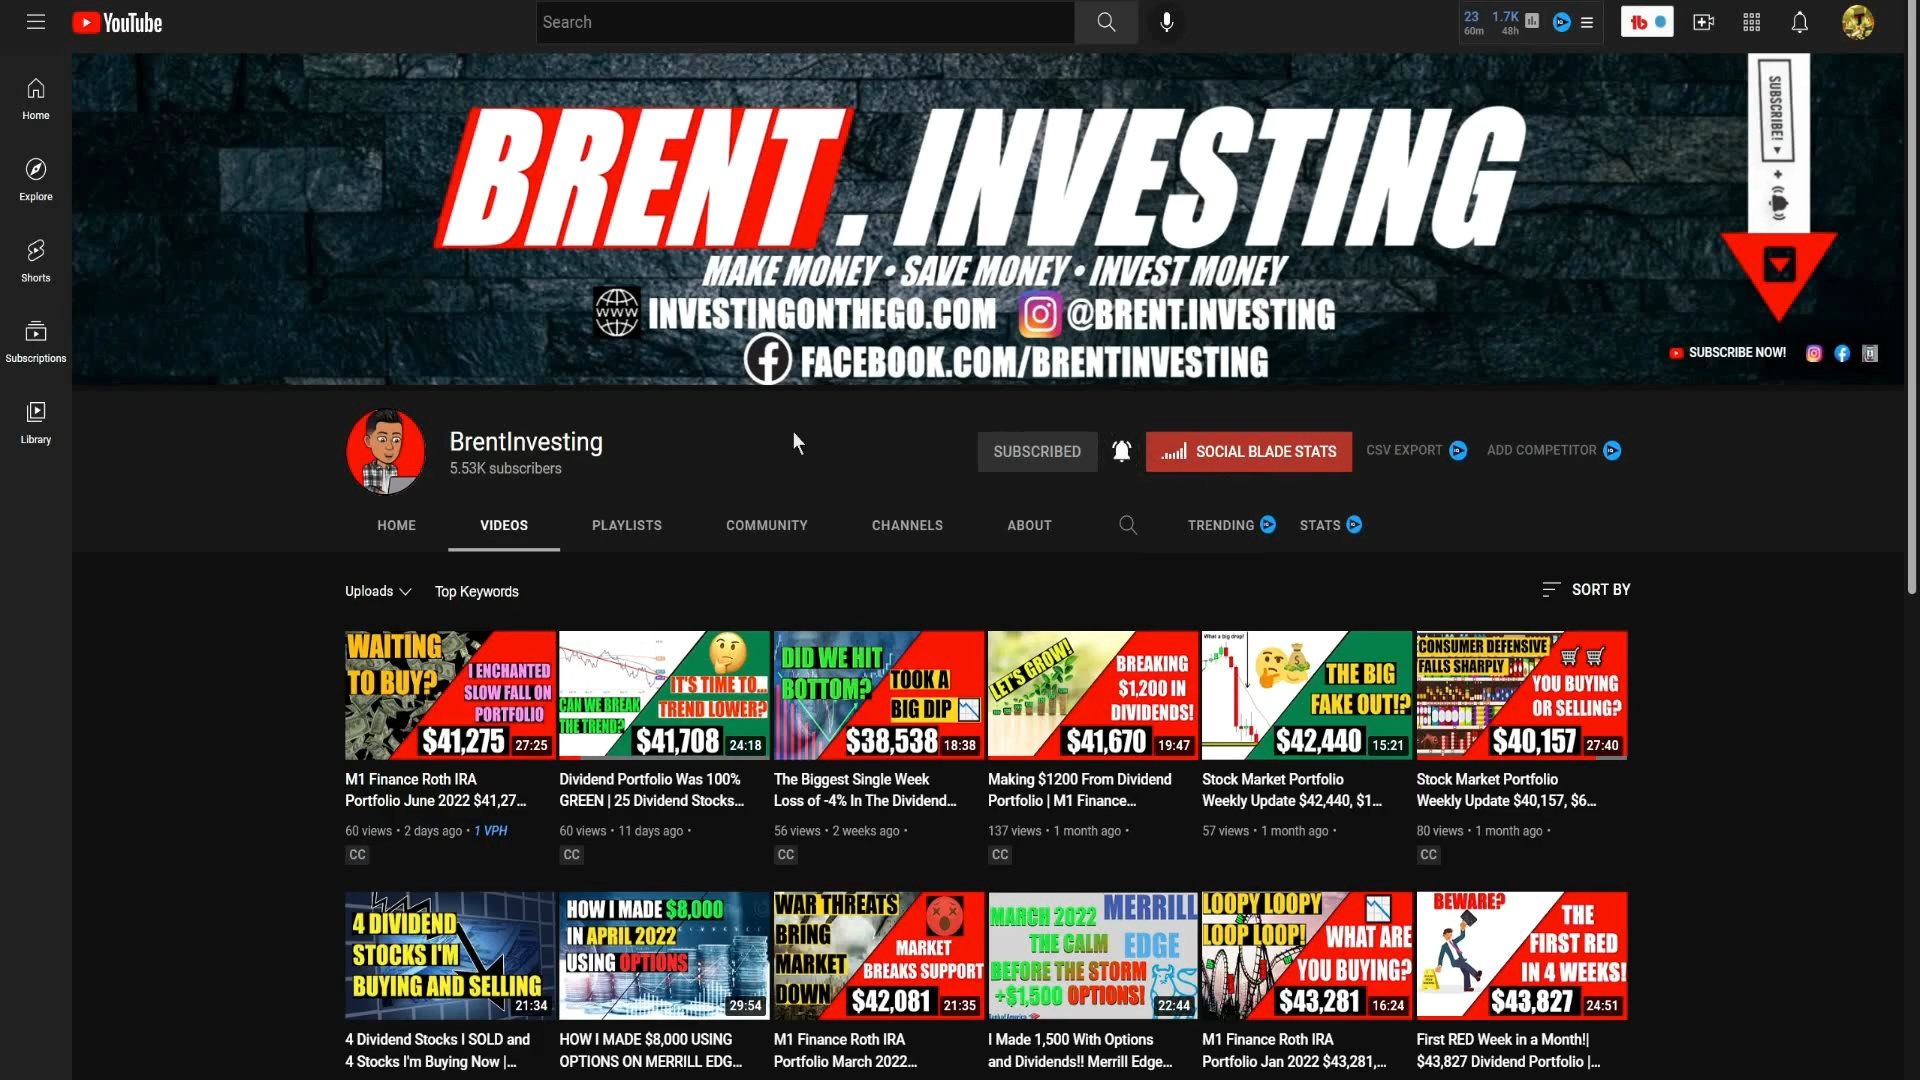 YouTube
Search
23 1.7K
60m 48h
Home
Explore
Shorts
Subscriptions
Library
BRENT.INVESTING
MAKE MONEY • SAVE MONEY • INVEST MONEY
WWW INVESTINGONTHEGO.COM @BRENT.INVESTING
FACEBOOK.COM/BRENTINVESTING
SUBSCRIBE!
SUBSCRIBE NOW!
BrentInvesting
5.53K subscribers
SUBSCRIBED
SOCIAL BLADE STATS
CSV EXPORT
ADD COMPETITOR
HOME VIDEOS PLAYLISTS COMMUNITY CHANNELS ABOUT TRENDING STATS
Uploads Top Keywords
SORT BY
WAITING
TO BUY?
I ENCHANTED
SLOW FALL ON
PORTFOLIO
$41,275 27:25
IT'S TIME TO...
TREND LOWER?
CAN WE BREAK
THE TREND?
$41,708 24:18
DID WE HIT
BOTTOM?
TOOK A
BIG DIP
$38,538 18:38
LET'S GROW!
BREAKING
$1,200 IN
DIVIDENDS!
$41,670 19:47
What a big drop!
THE BIG
FAKE OUT!?
$42,440 15:21
CONSUMER DEFENSIVE
FALLS SHARPLY
YOU BUYING
OR SELLING?
$40,157 27:40
M1 Finance Roth IRA
Portfolio June 2022 $41,27...
60 views • 2 days ago • 1 VPH
CC
Dividend Portfolio Was 100%
GREEN | 25 Dividend Stocks...
60 views • 11 days ago •
CC
The Biggest Single Week
Loss of -4% In The Dividend...
56 views • 2 weeks ago •
CC
Making $1200 From Dividend
Portfolio | M1 Finance...
137 views • 1 month ago •
CC
Stock Market Portfolio
Weekly Update $42,440, $1...
57 views • 1 month ago •
Stock Market Portfolio
Weekly Update $40,157, $6...
80 views • 1 month ago •
CC
4 DIVIDEND
STOCKS I'M
BUYING AND SELLING
21:34
HOW I MADE $8,000
IN APRIL 2022
USING OPTIONS
29:54
WAR THREATS
BRING
MARKET
DOWN
MARKET
BREAKS SUPPORT
$42,081 21:35
MARCH 2022 MERRILL
THE CALM EDGE
BEFORE THE STORM
+$1,500 OPTIONS!
22:44
LOOPY LOOPY
LOOP LOOP!
WHAT ARE
YOU BUYING?
$43,281 16:24
BEWARE?
THE
FIRST RED
IN 4 WEEKS!
$43,827 24:51
4 Dividend Stocks I SOLD and
4 Stocks I'm Buying Now |...
HOW I MADE $8,000 USING
OPTIONS ON MERRILL EDG...
M1 Finance Roth IRA
Portfolio March 2022...
I Made 1,500 With Options
and Dividends!! Merrill Edge...
M1 Finance Roth IRA
Portfolio Jan 2022 $43,281,...
First RED Week in a Month!|
$43,827 Dividend Portfolio |...